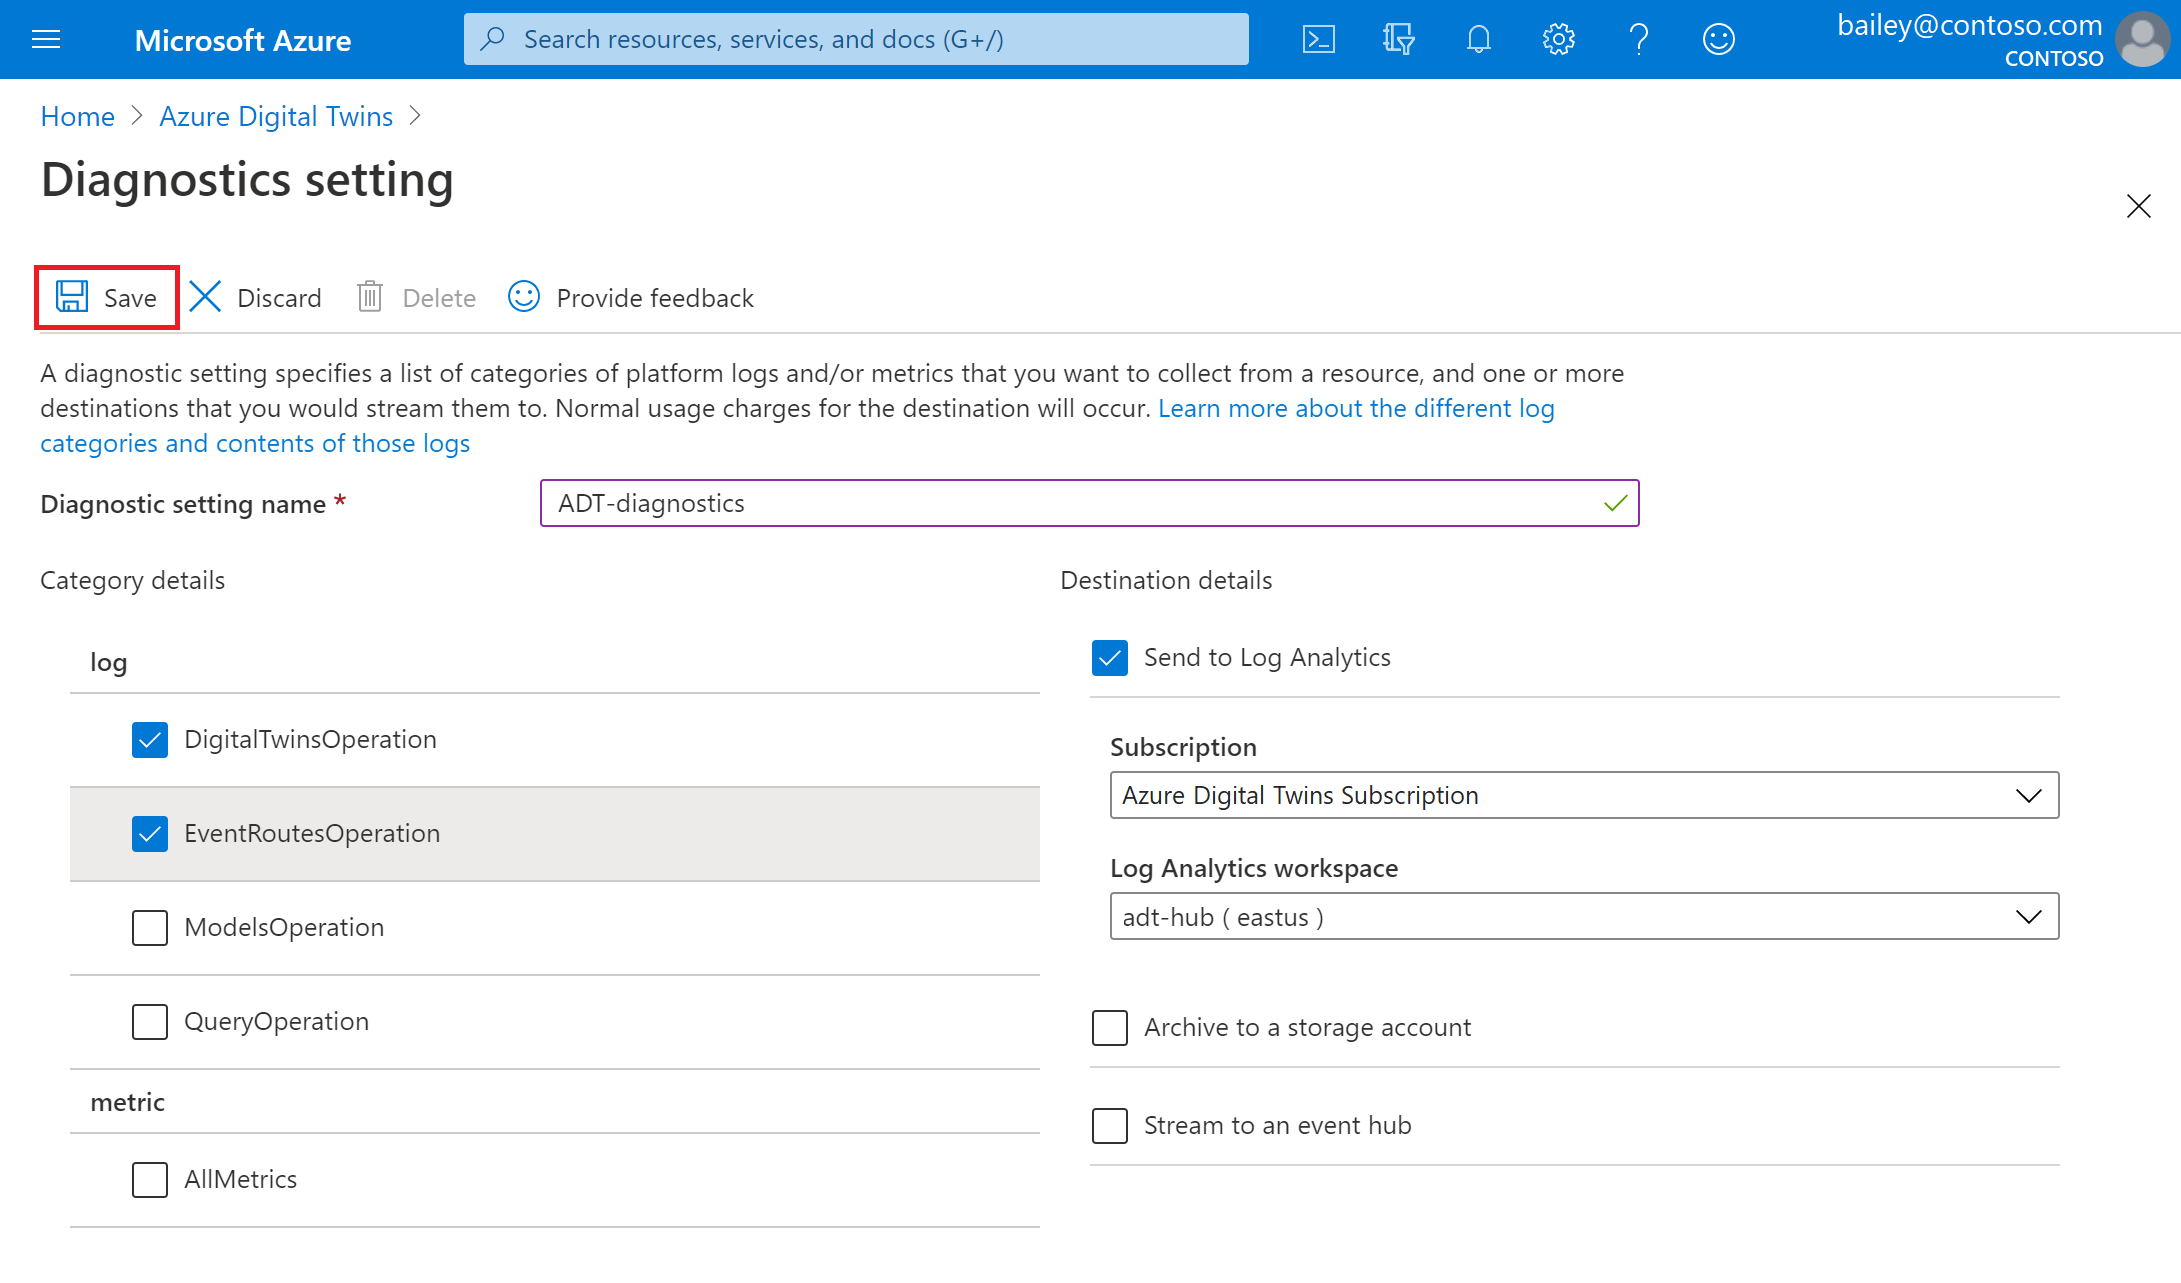 Microsoft Azure
Search resources, services, and docs (G+/)
bailey@contoso.com
CONTOSO
Home > Azure Digital Twins >
Diagnostics setting
Save
Discard
Delete
Provide feedback
A diagnostic setting specifies a list of categories of platform logs and/or metrics that you want to collect from a resource, and one or more
destinations that you would stream them to. Normal usage charges for the destination will occur. Learn more about the different log
categories and contents of those logs
Diagnostic setting name *
ADT-diagnostics
Category details
log
DigitalTwinsOperation
EventRoutesOperation
ModelsOperation
QueryOperation
metric
AllMetrics
Destination details
Send to Log Analytics
Subscription
Azure Digital Twins Subscription
Log Analytics workspace
adt-hub ( eastus )
Archive to a storage account
Stream to an event hub